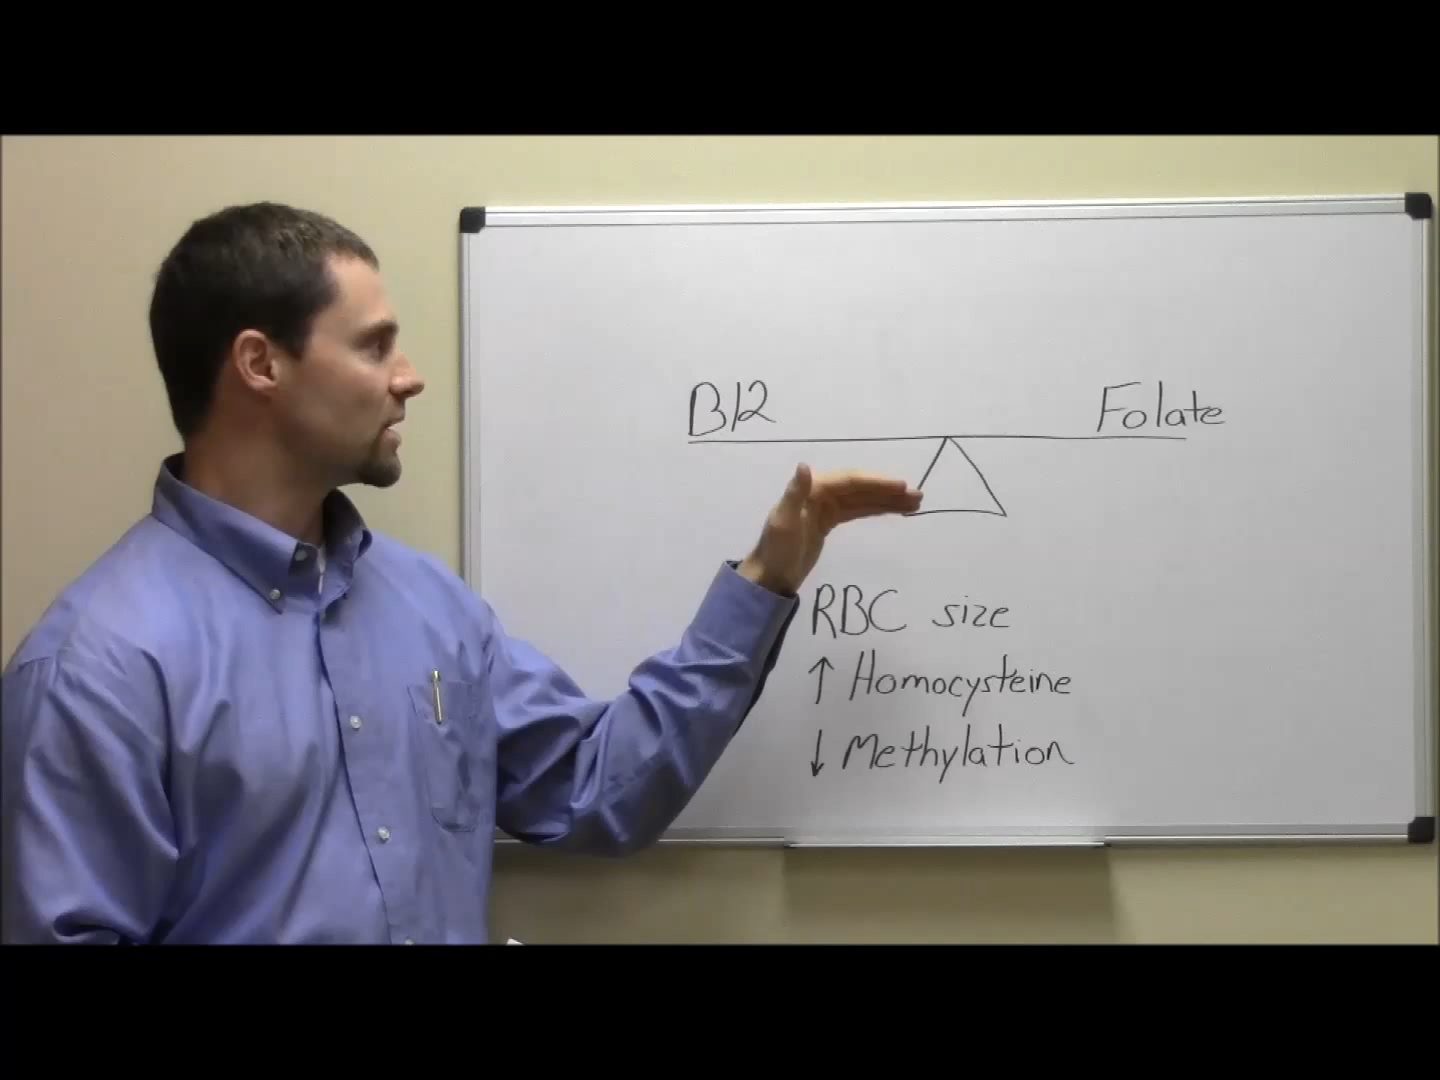 B12 Folate
RBC size
↑ Homocysteine
↓ Methylation